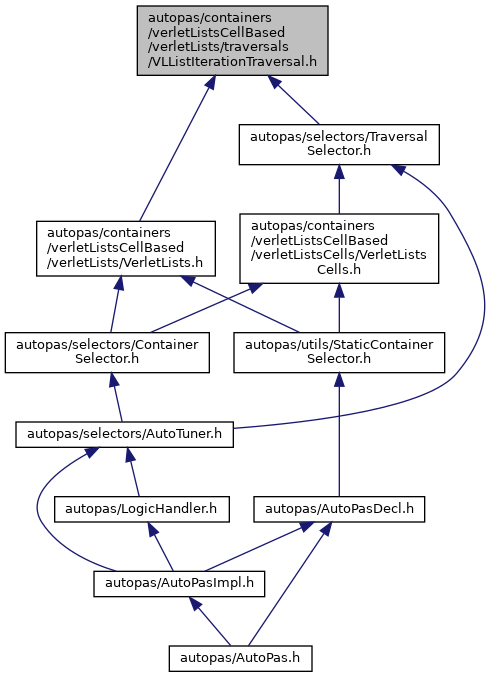 autopas/containers
/verletListsCellBased
/verletLists/traversals
/VLListIterationTraversal.h
autopas/selectors/Traversal
Selector.h
autopas/containers
/verletListsCellBased
/verletLists/VerletLists.h
autopas/containers
/verletListsCellBased
/verletListsCells/VerletLists
Cells.h
autopas/selectors/Container
Selector.h
autopas/utils/StaticContainer
Selector.h
autopas/selectors/AutoTuner.h
autopas/LogicHandler.h
autopas/AutoPasDecl.h
autopas/AutoPasImpl.h
autopas/AutoPas.h